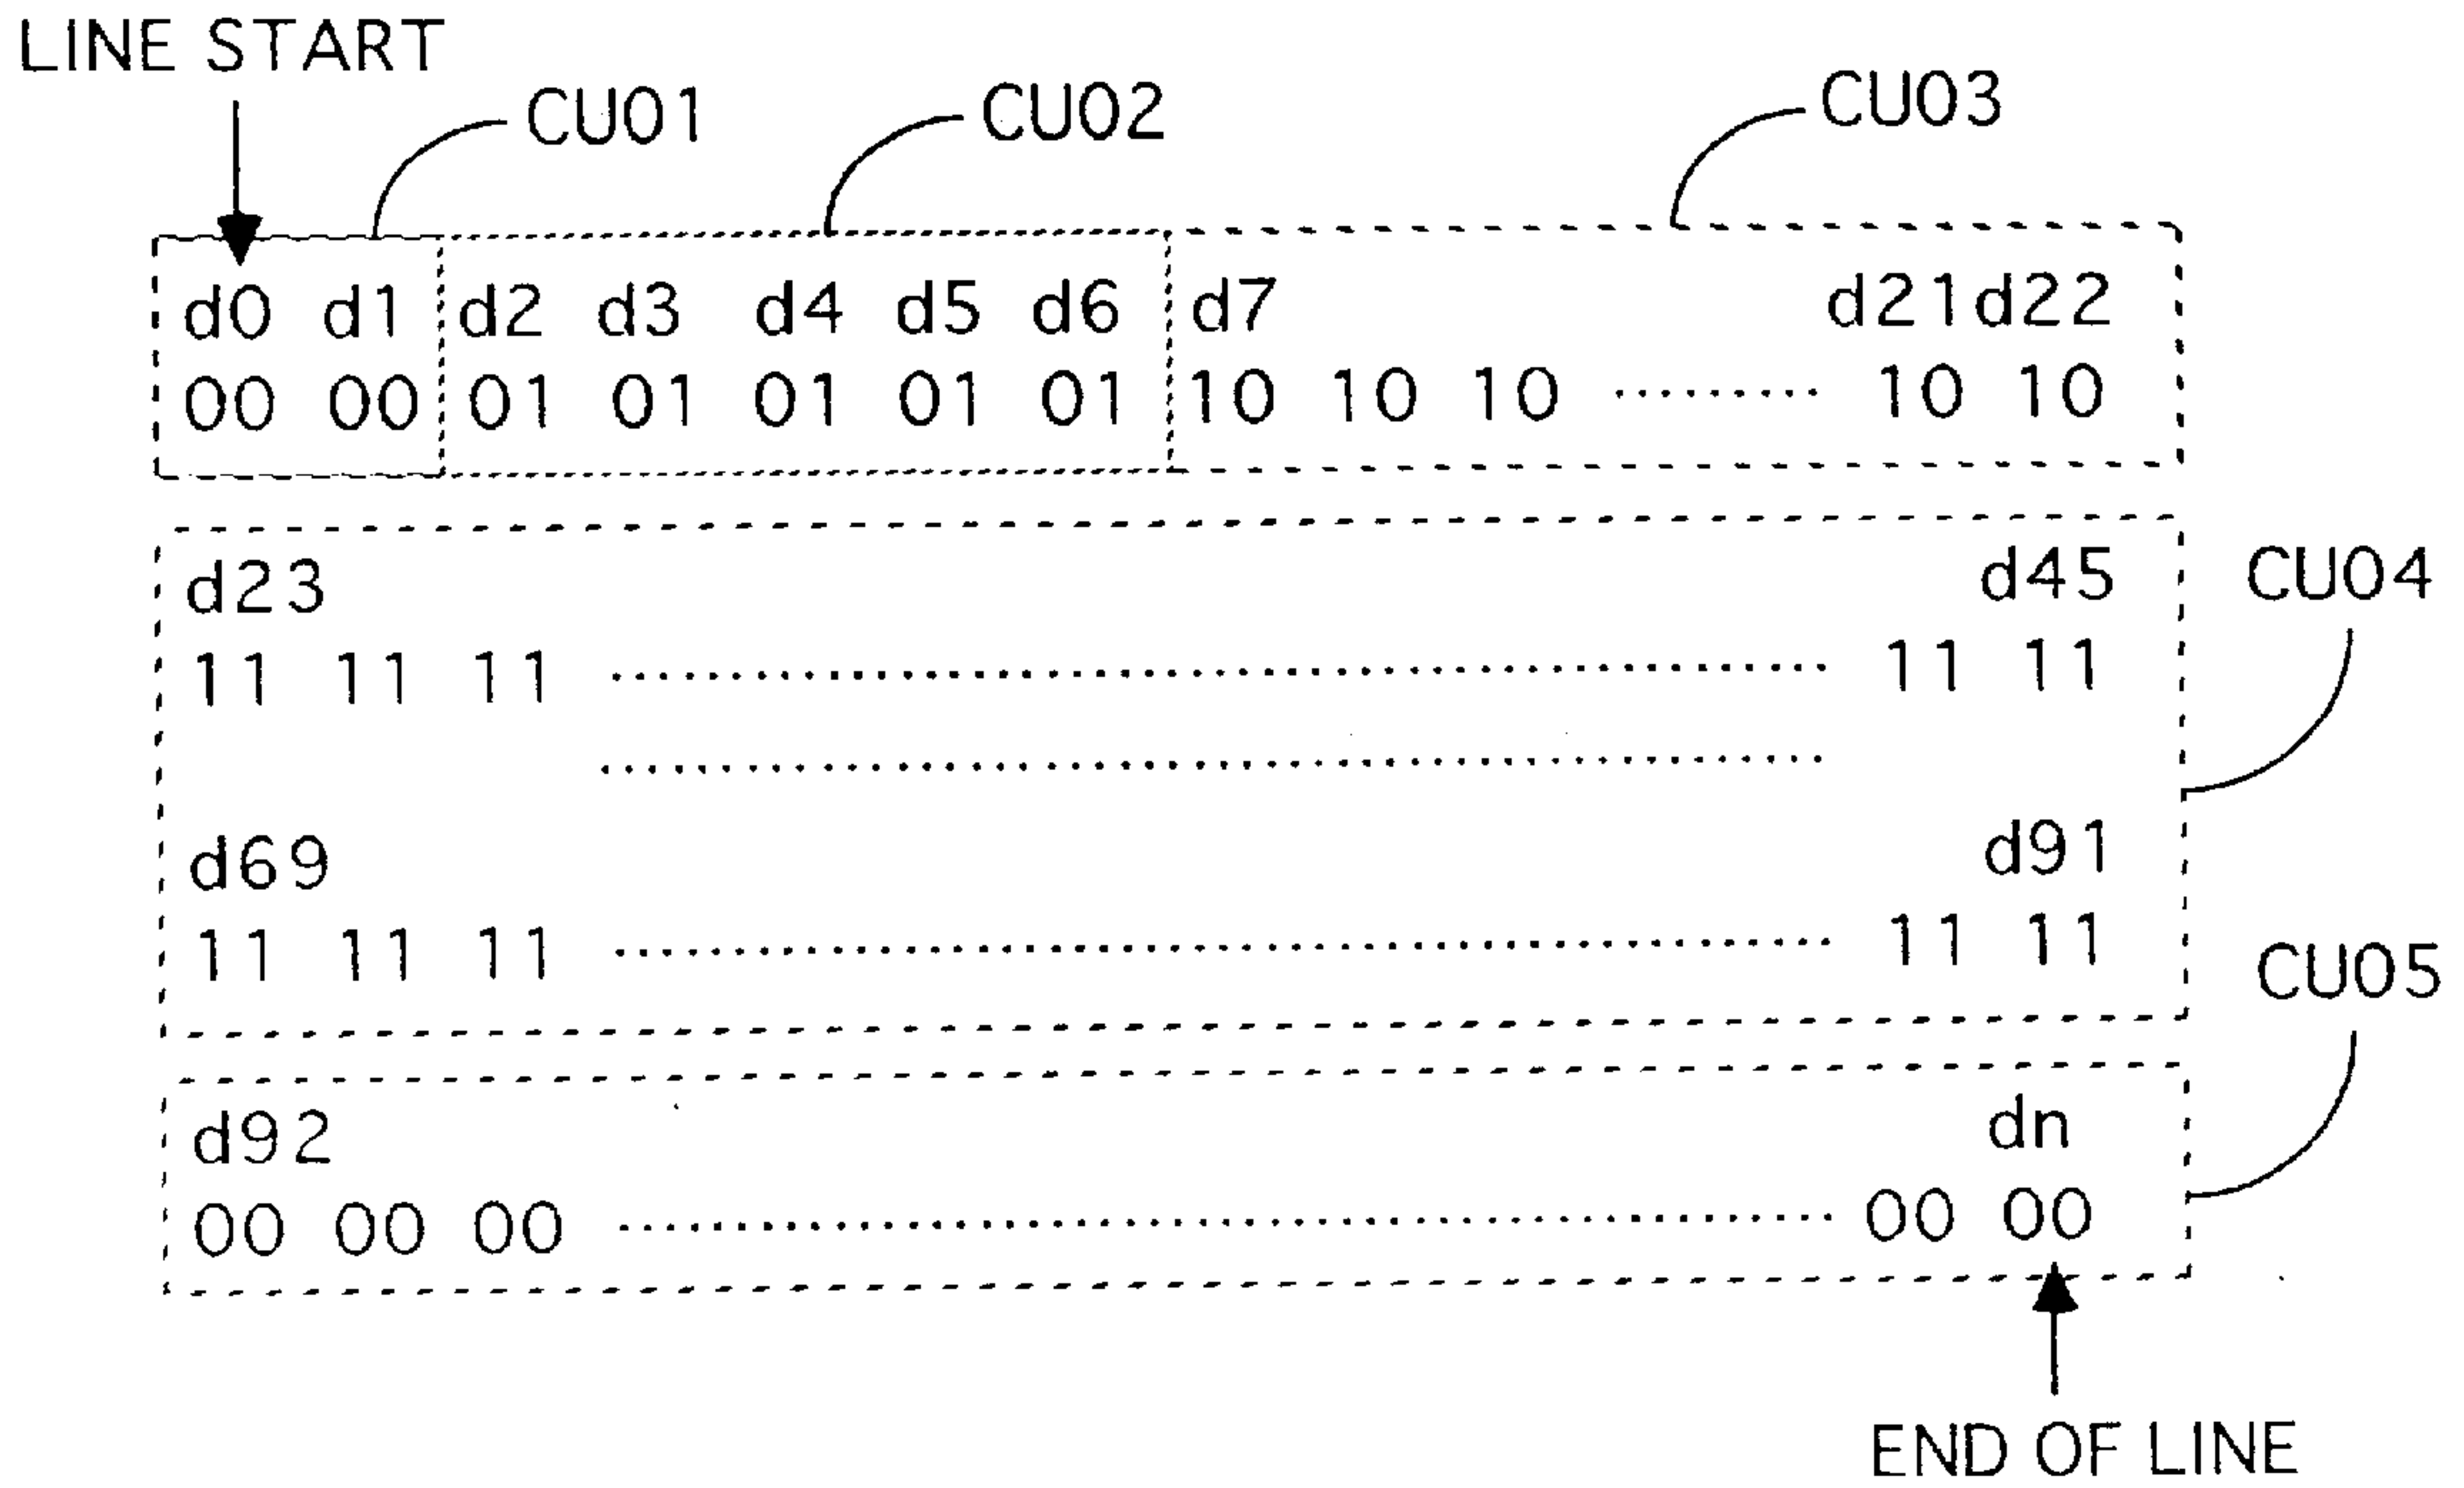 LINE START
CU01 CU02 CU03
d0 d1 d2 d3 d4 d5 d6 d7 d21 d22
00 00 01 01 01 01 01 10 10 10 ········ 10 10
d23 d45 CU04
11 11 11 ················ 11 11
················
d69 d91
11 11 11 ················ 11 11
CU05
d92 dn
00 00 00 ················ 00 00
END OF LINE